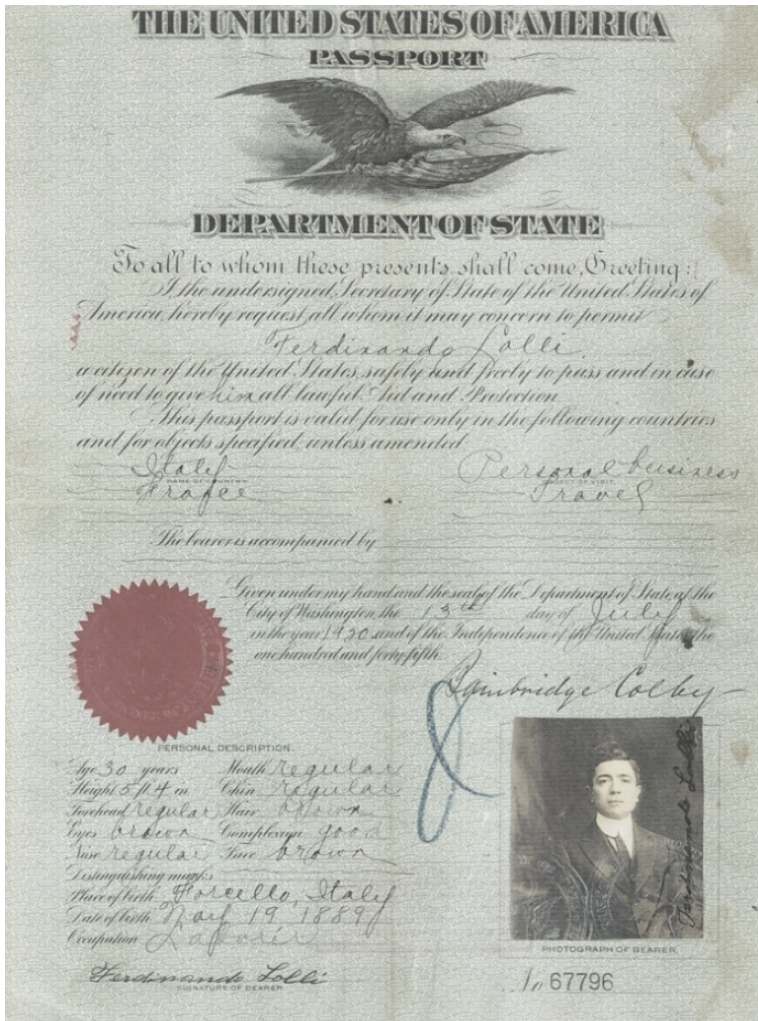 THE UNITED STATES OF AMERICA
PASSPORT
DEPARTMENT OF STATE
To all to whom these presents shall come, Greeting:
I the undersigned, Secretary of State of the United States of
America, hereby request all whom it may concern to permit
Ferdinando Lolli
a citizen of the United States, safely and freely to pass and in case
of need to give him all lawful Aid and Protection
This passport is valid for use only in the following countries
and for objects specified, unless amended
Italy Personal business
NAME OF COUNTRY OBJECT OF VISIT
France Travel
The bearer is accompanied by
Given under my hand and the seal of the Department of State at the
City of Washington, the 13th day of July
in the year 1920 and of the Independence of the United States the
one hundred and forty-fifth.
Bainbridge Colby
PERSONAL DESCRIPTION.
Age 30 years Mouth regular
Height 5 ft 4 in. Chin regular
Forehead regular Hair brown
Eyes brown Complexion good
Nose regular Face brown
Distinguishing marks
Place of birth Italy
Date of birth 19, 1889
Occupation
Ferdinando Lolli
SIGNATURE OF BEARER
Ferdinando Lolli
PHOTOGRAPH OF BEARER
No 67796